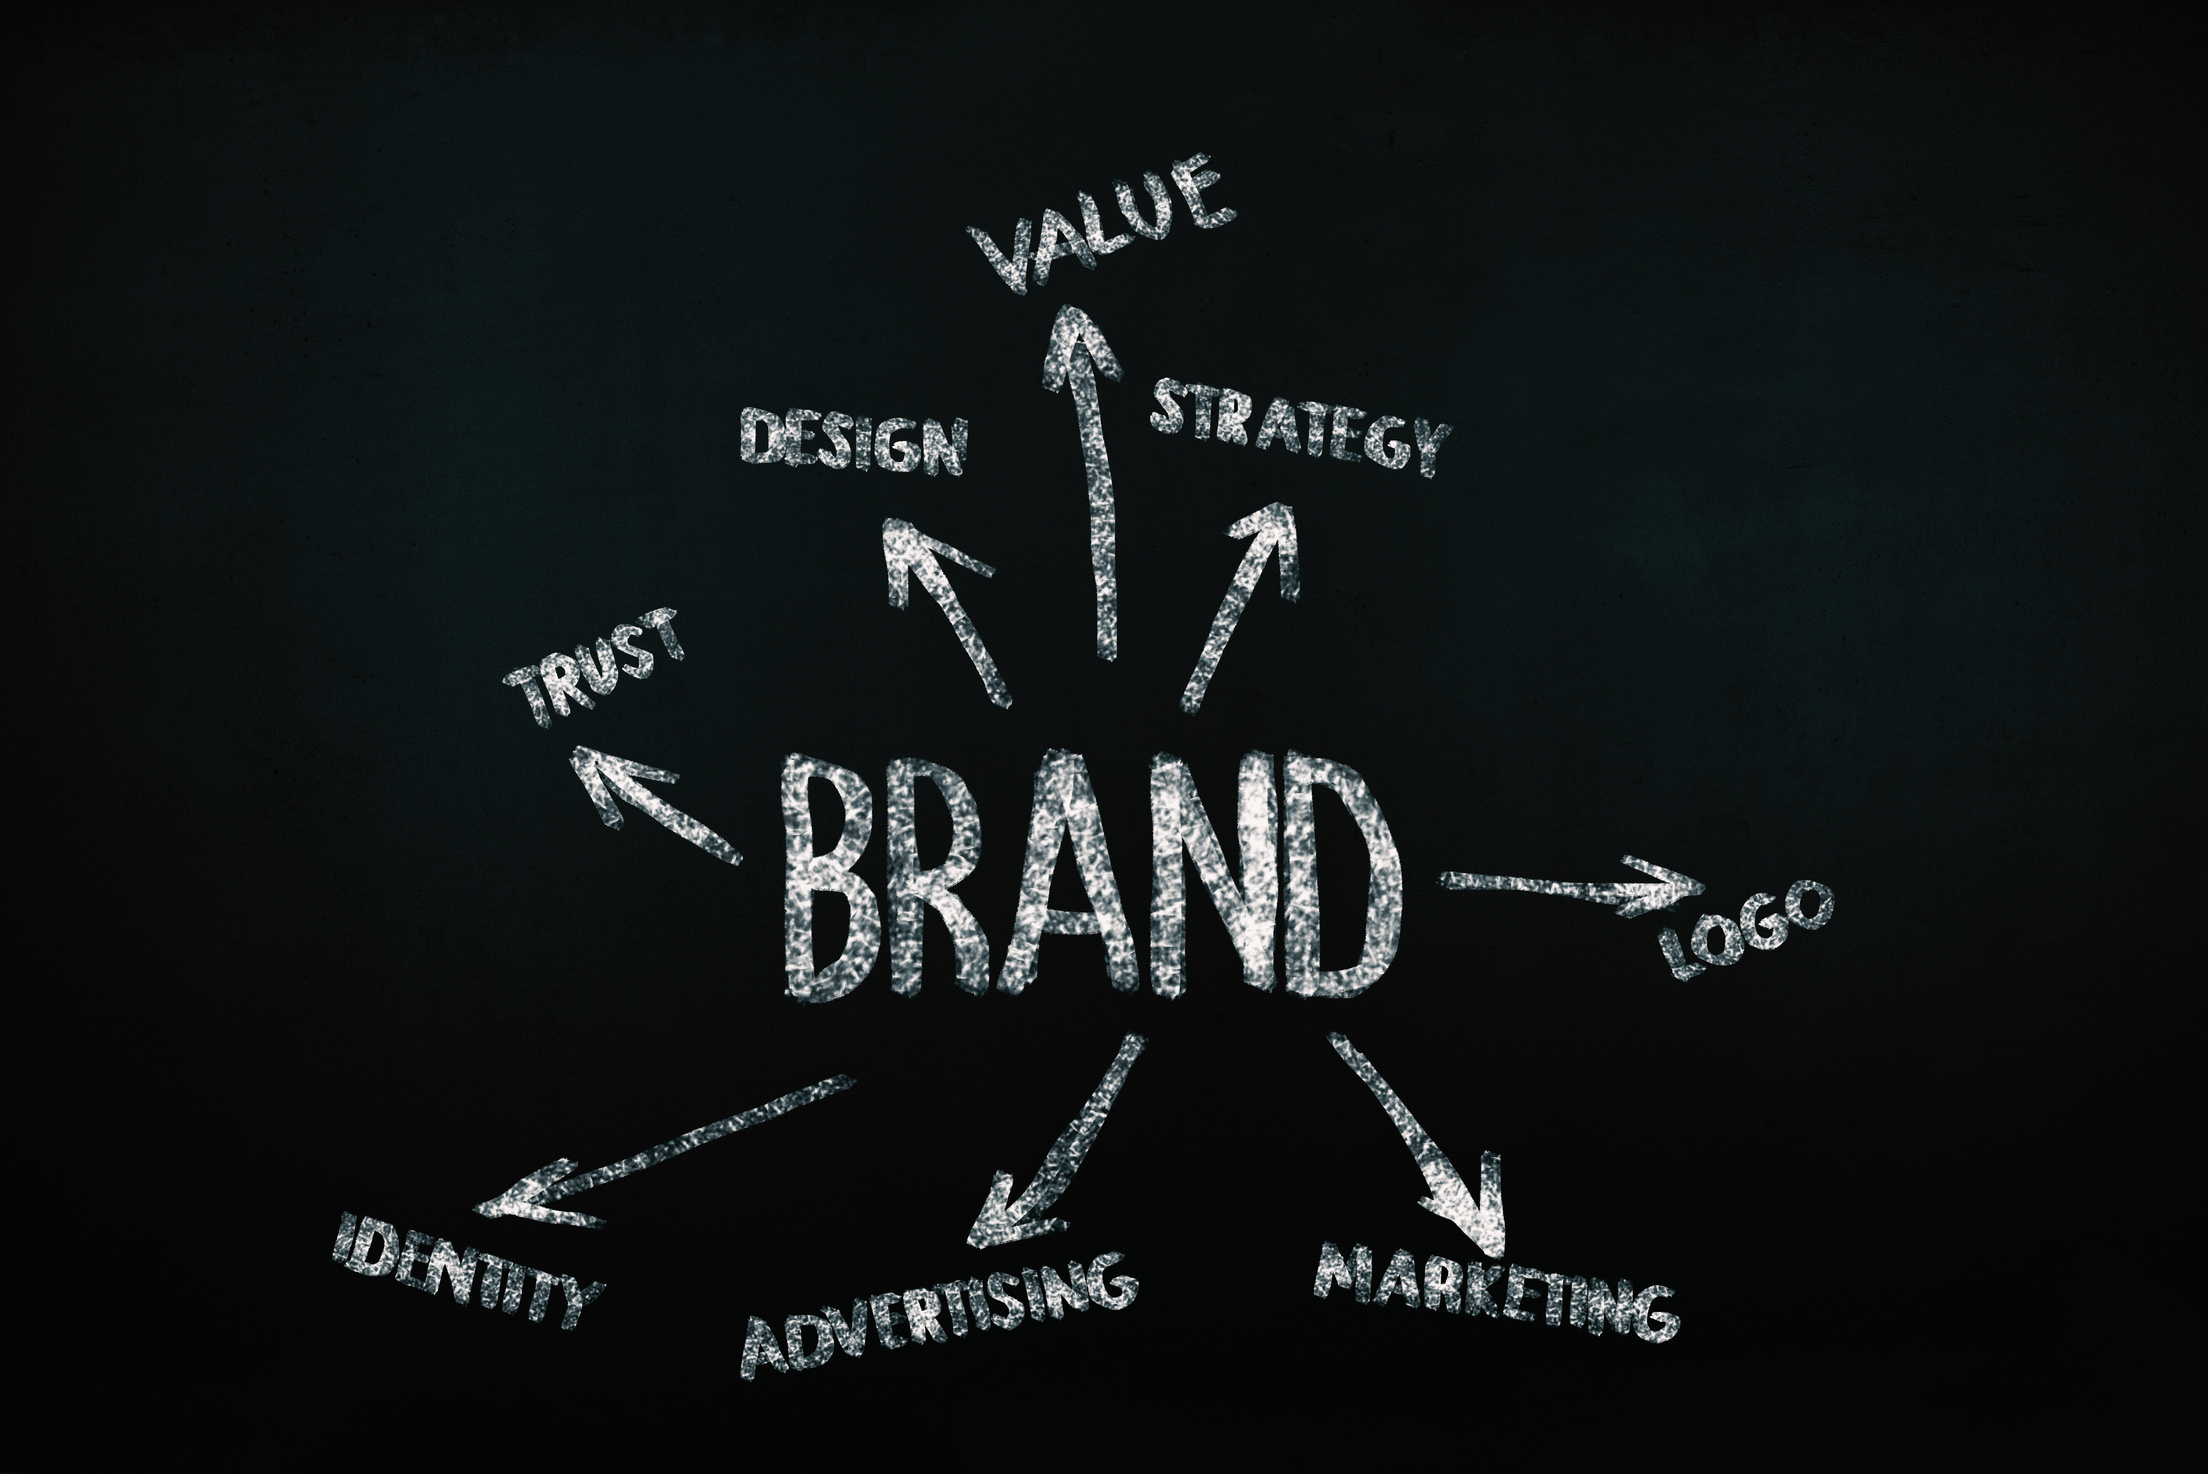 VALUE
DESIGN
STRATEGY
TRUST
BRAND
LOGO
IDENTITY
ADVERTISING
MARKETING